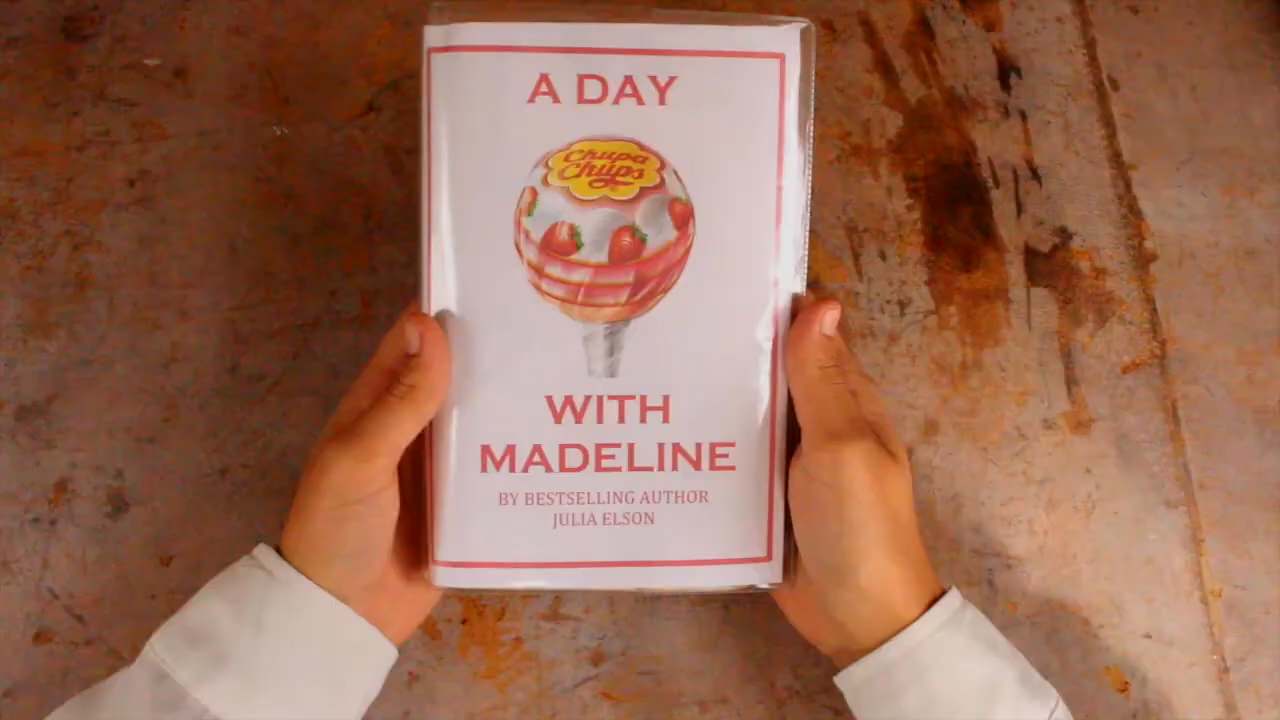 A DAY
Chupa
Chups
WITH
MADELINE
BY BESTSELLING AUTHOR
JULIA ELSON